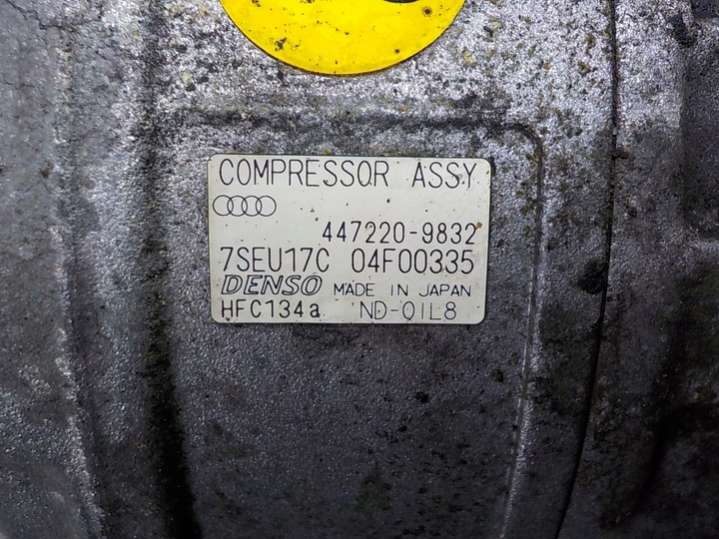 COMPRESSOR ASSY
447220-9832
7SEU17C 04F00335
DENSO MADE IN JAPAN
HFC134a ND-OIL8